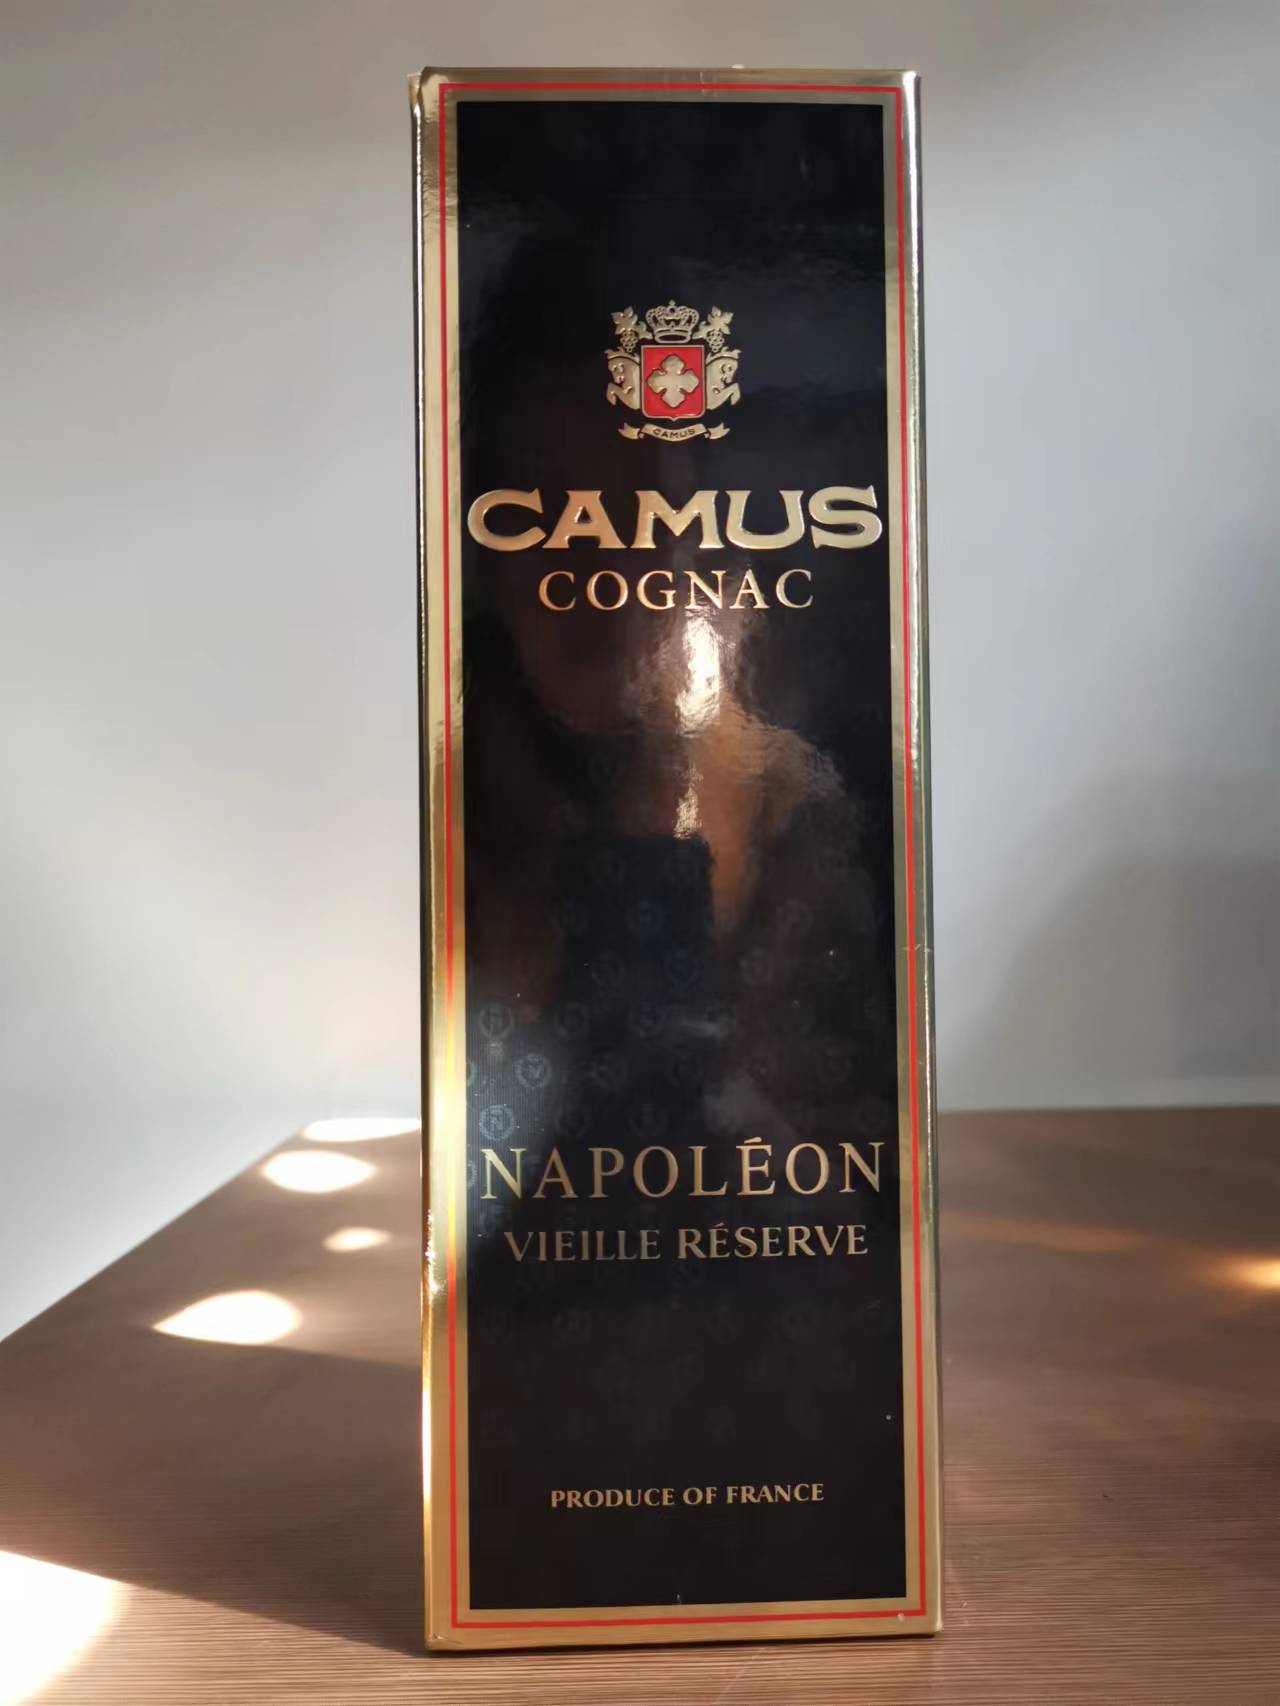 CAMUS
CAMUS
COGNAC
NAPOLÉON
VIEILLE RÉSERVE
PRODUCE OF FRANCE